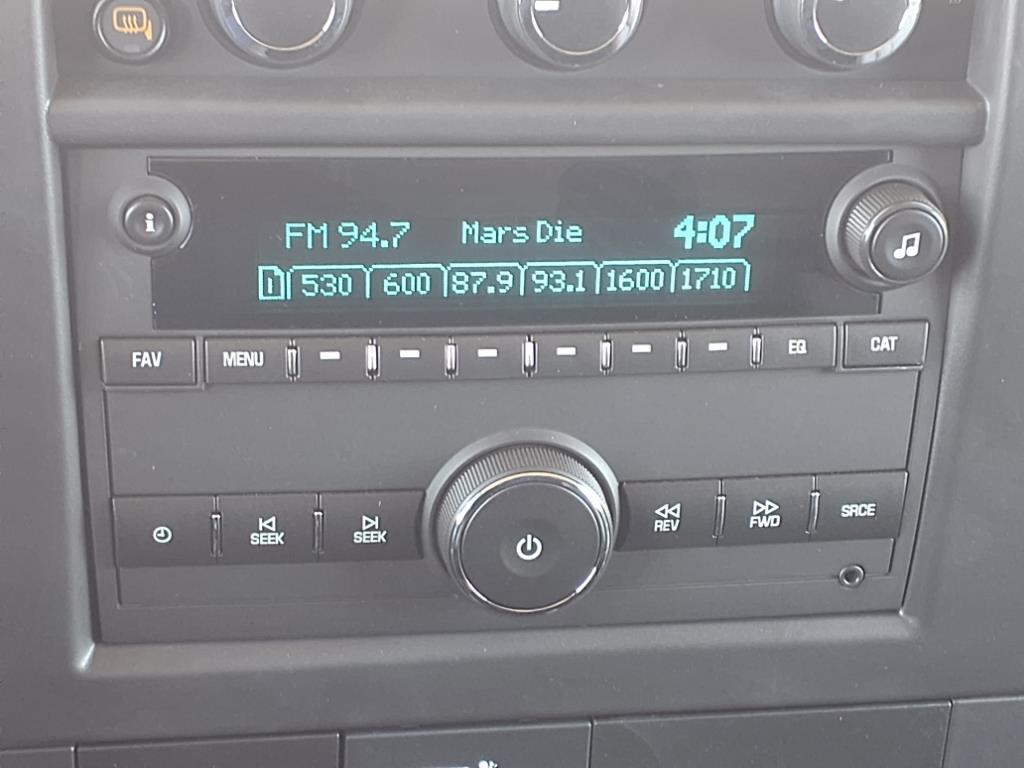 FM 94.7 Mars Die 4:07
1 530 600 87.9 93.1 1600 1710
FAV MENU EQ CAT
SEEK SEEK REV FWD SRCE